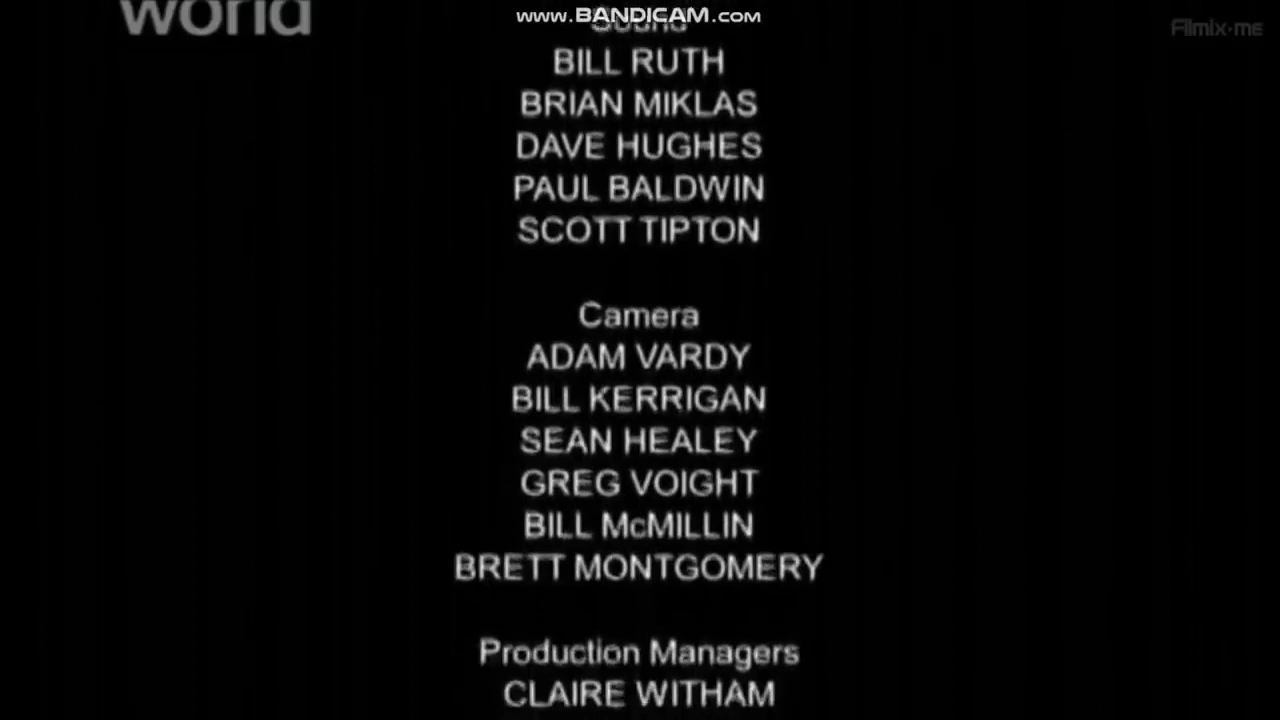 www.BANDICAM.com
world
Filmix.me
Sound
BILL RUTH
BRIAN MIKLAS
DAVE HUGHES
PAUL BALDWIN
SCOTT TIPTON
Camera
ADAM VARDY
BILL KERRIGAN
SEAN HEALEY
GREG VOIGHT
BILL McMILLIN
BRETT MONTGOMERY
Production Managers
CLAIRE WITHAM